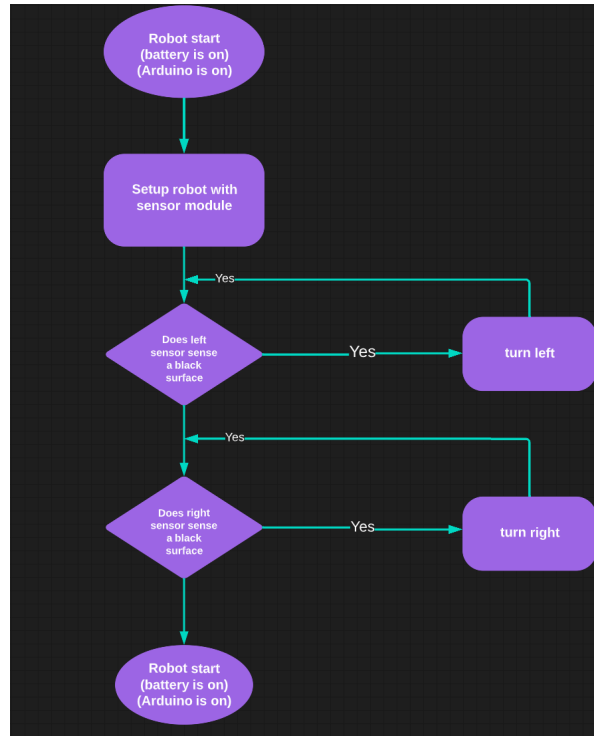 Robot start
(battery is on)
(Arduino is on)
Setup robot with
sensor module
Yes
Does left
sensor sense
a black
surface
Yes
turn left
Yes
Does right
sensor sense
a black
surface
Yes
turn right
Robot start
(battery is on)
(Arduino is on)